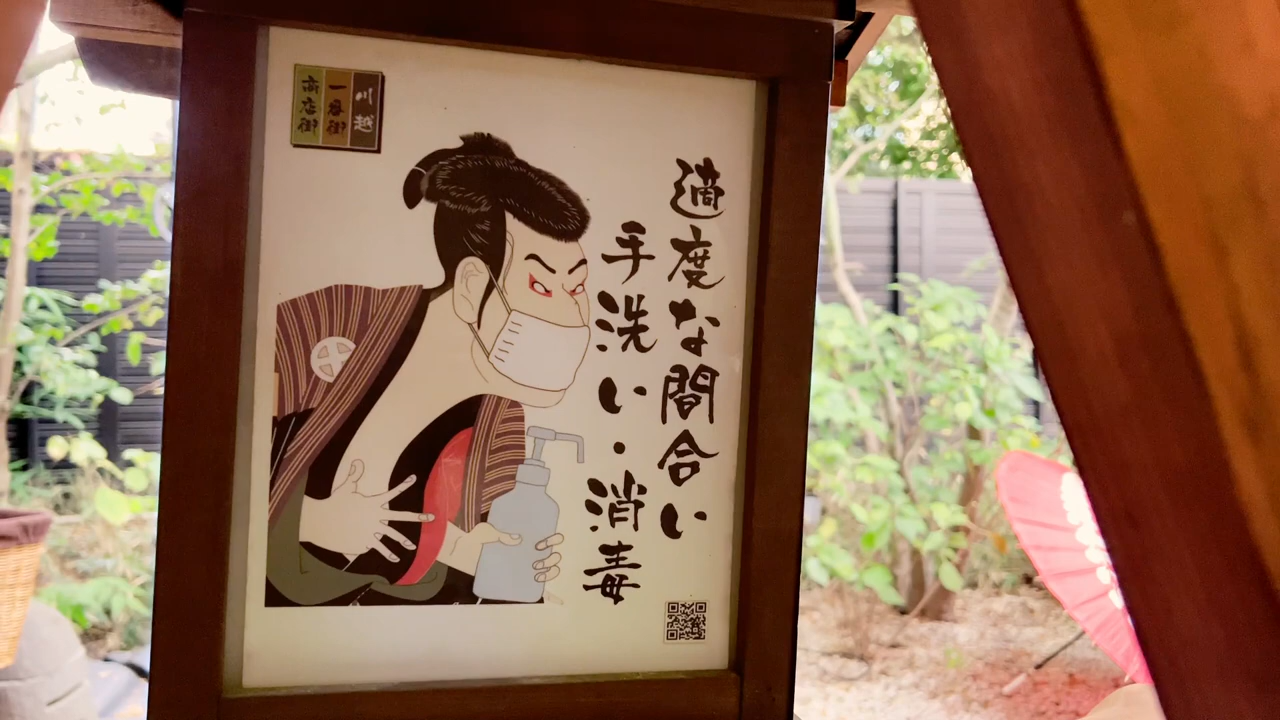 川越
一番街
商店街
適度な間合い
手洗い・消毒